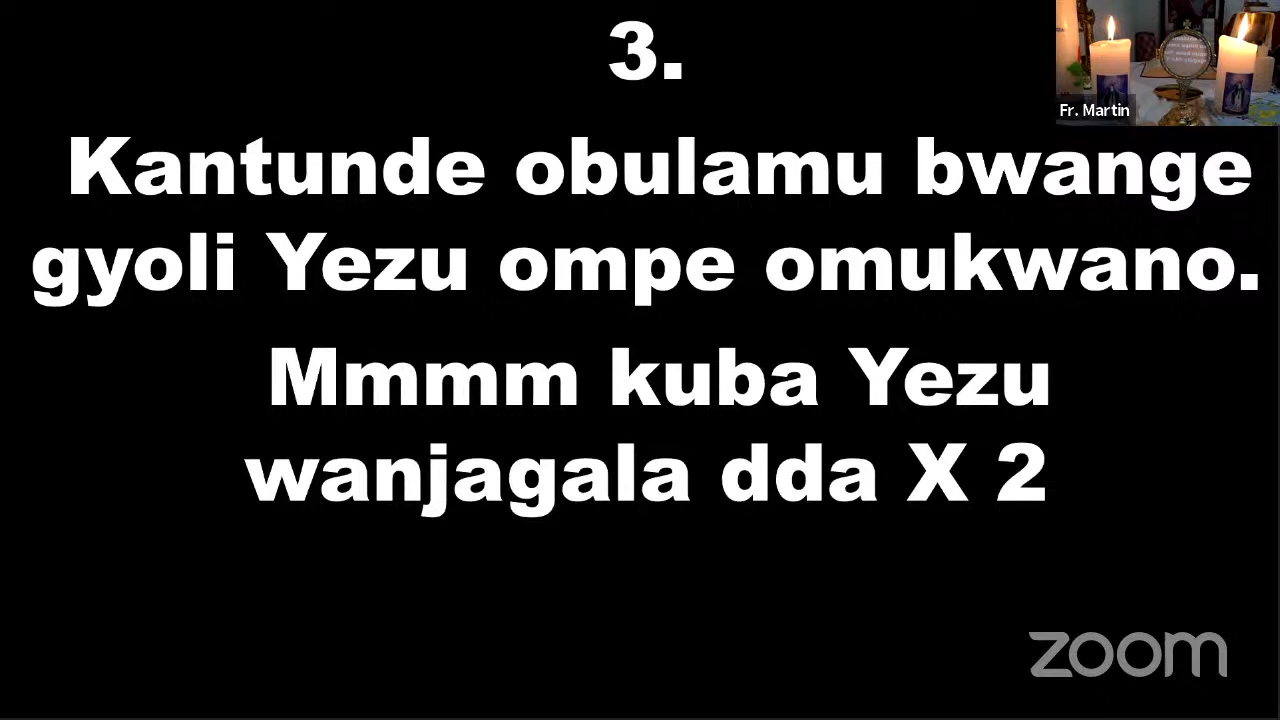 3.
Fr. Martin
Kantunde obulamu bwange
gyoli Yezu ompe omukwano.
Mmmm kuba Yezu
wanjagala dda X 2
zoom